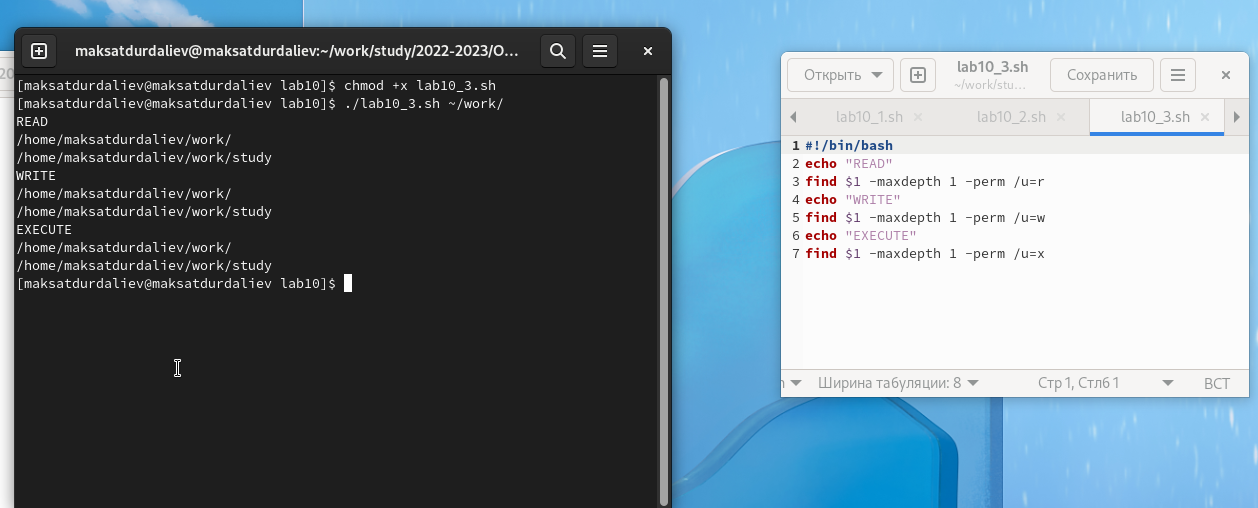 maksatdurdaliev@maksatdurdaliev:~/work/study/2022-2023/O...
[maksatdurdaliev@maksatdurdaliev lab10]$ chmod +x lab10_3.sh
[maksatdurdaliev@maksatdurdaliev lab10]$ ./lab10_3.sh ~/work/
READ
/home/maksatdurdaliev/work/
/home/maksatdurdaliev/work/study
WRITE
/home/maksatdurdaliev/work/
/home/maksatdurdaliev/work/study
EXECUTE
/home/maksatdurdaliev/work/
/home/maksatdurdaliev/work/study
[maksatdurdaliev@maksatdurdaliev lab10]$
Открыть
lab10_3.sh
~/work/stu...
Сохранить
lab10_1.sh
lab10_2.sh
lab10_3.sh
1 #!/bin/bash
2 echo "READ"
3 find $1 -maxdepth 1 -perm /u=r
4 echo "WRITE"
5 find $1 -maxdepth 1 -perm /u=w
6 echo "EXECUTE"
7 find $1 -maxdepth 1 -perm /u=x
Ширина табуляции: 8
Стр 1, Стлб 1
ВСТ